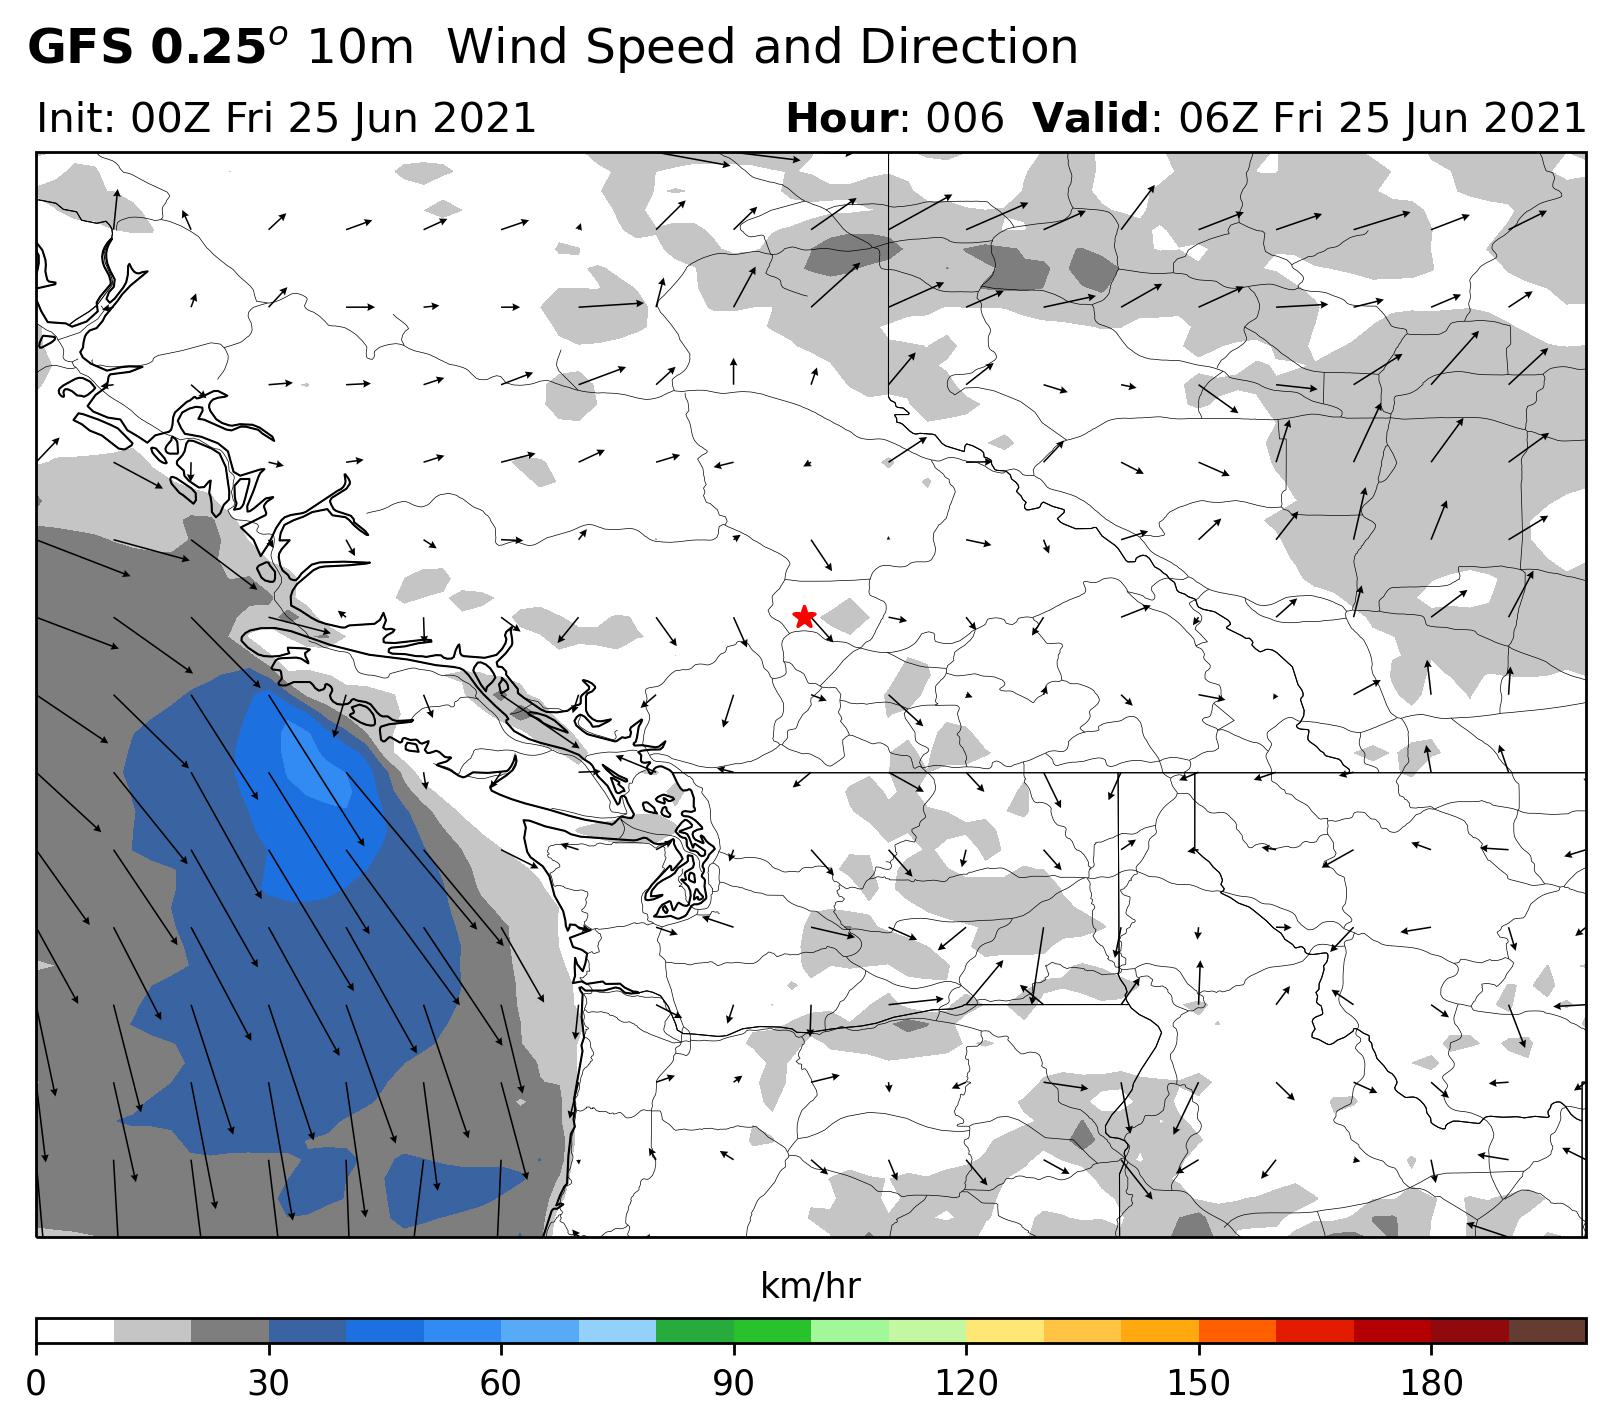 GFS 0.25° 10m Wind Speed and Direction
Init: 00Z Fri 25 Jun 2021 Hour: 006 Valid: 06Z Fri 25 Jun 2021
km/hr
0 30 60 90 120 150 180